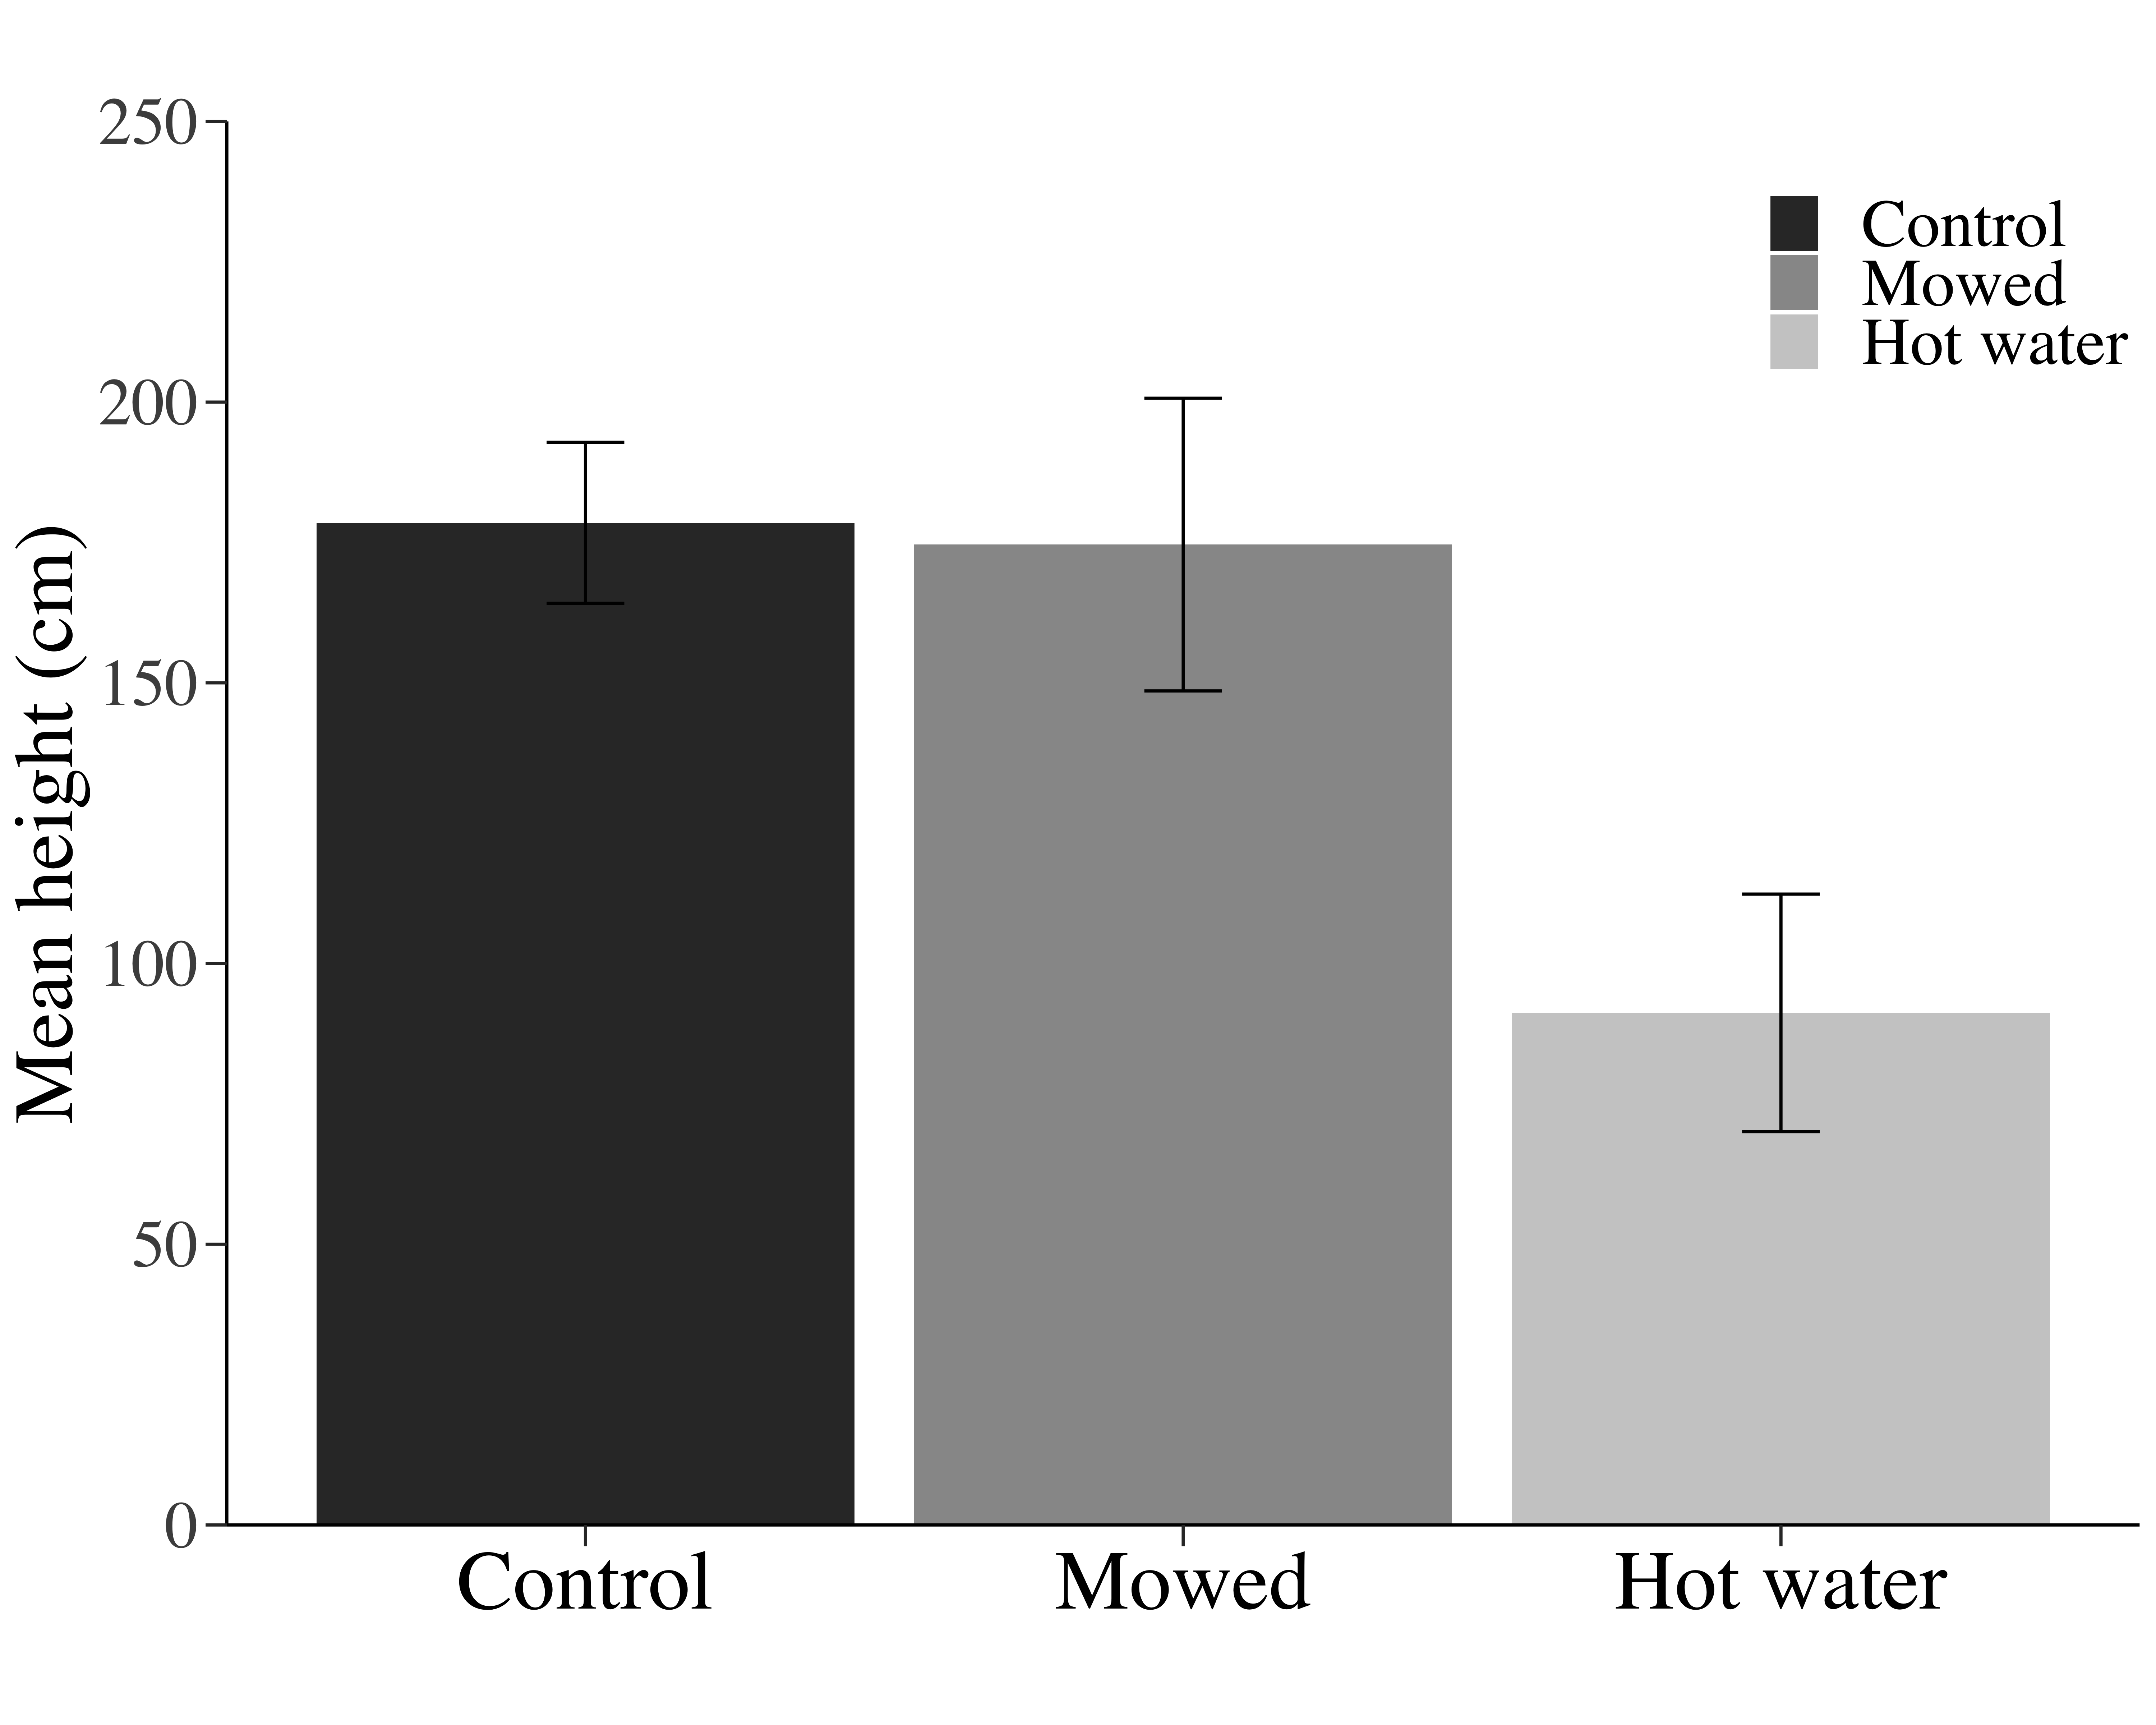 250
200
150
100
50
0
Mean height (cm)
Control
Mowed
Hot water
Control
Mowed
Hot water